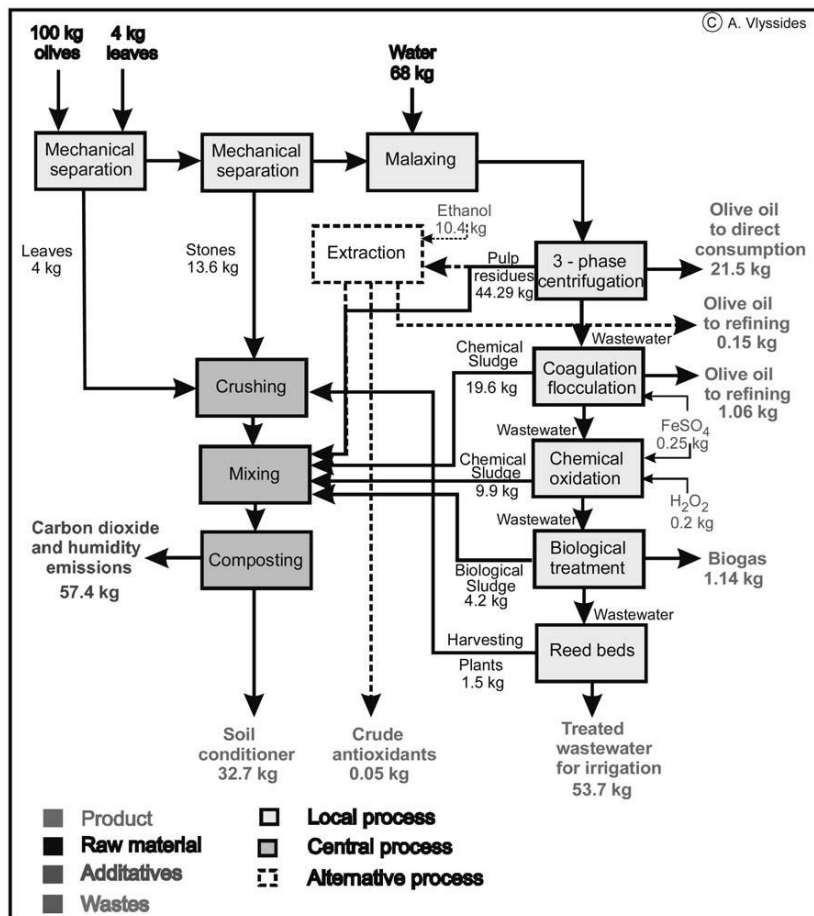 © A. Vlyssides
100 kg
olives
4 kg
leaves
Water
68 kg
Mechanical
separation
Mechanical
separation
Malaxing
Ethanol
10.4 kg
Leaves
4 kg
Stones
13.6 kg
Extraction
Pulp
residues
44.29 kg
3 - phase
centrifugation
Olive oil
to direct
consumption
21.5 kg
Olive oil
to refining
0.15 kg
Wastewater
Chemical
Sludge
19.6 kg
Coagulation
flocculation
Olive oil
to refining
1.06 kg
Crushing
Wastewater
FeSO4
0.25 kg
Mixing
Chemical
Sludge
9.9 kg
Chemical
oxidation
H2O2
0.2 kg
Wastewater
Carbon dioxide
and humidity
emissions
57.4 kg
Composting
Biological
treatment
Biogas
1.14 kg
Biological
Sludge
4.2 kg
Wastewater
Harvesting
Plants
1.5 kg
Reed beds
Soil
conditioner
32.7 kg
Crude
antioxidants
0.05 kg
Treated
wastewater
for irrigation
53.7 kg
Product
Raw material
Additatives
Wastes
Local process
Central process
Alternative process